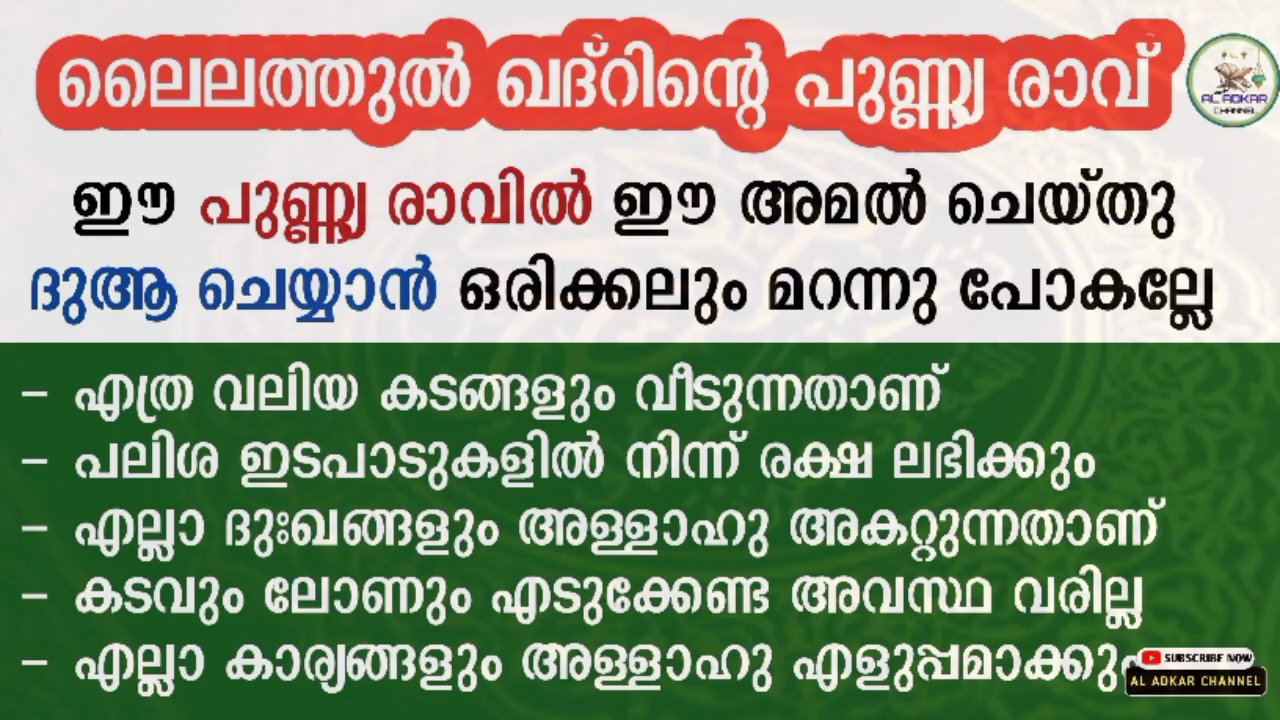 ലൈലത്തുൽ ഖദ്റിന്റെ പുണ്ണ്യ രാവ്
AL ADKAR
CHANNEL
ഈ പുണ്ണ്യ രാവിൽ ഈ അമൽ ചെയ്തു
ദുആ ചെയ്യാൻ ഒരിക്കലും മറന്നു പോകല്ലേ
– എത്ര വലിയ കടങ്ങളും വീടുന്നതാണ്
– പലിശ ഇടപാടുകളിൽ നിന്ന് രക്ഷ ലഭിക്കും
– എല്ലാ ദുഃഖങ്ങളും അള്ളാഹു അകറ്റുന്നതാണ്
– കടവും ലോണും എടുക്കേണ്ട അവസ്ഥ വരില്ല
– എല്ലാ കാര്യങ്ങളും അള്ളാഹു എളുപ്പമാക്കും
SUBSCRIBE NOW
AL ADKAR CHANNEL